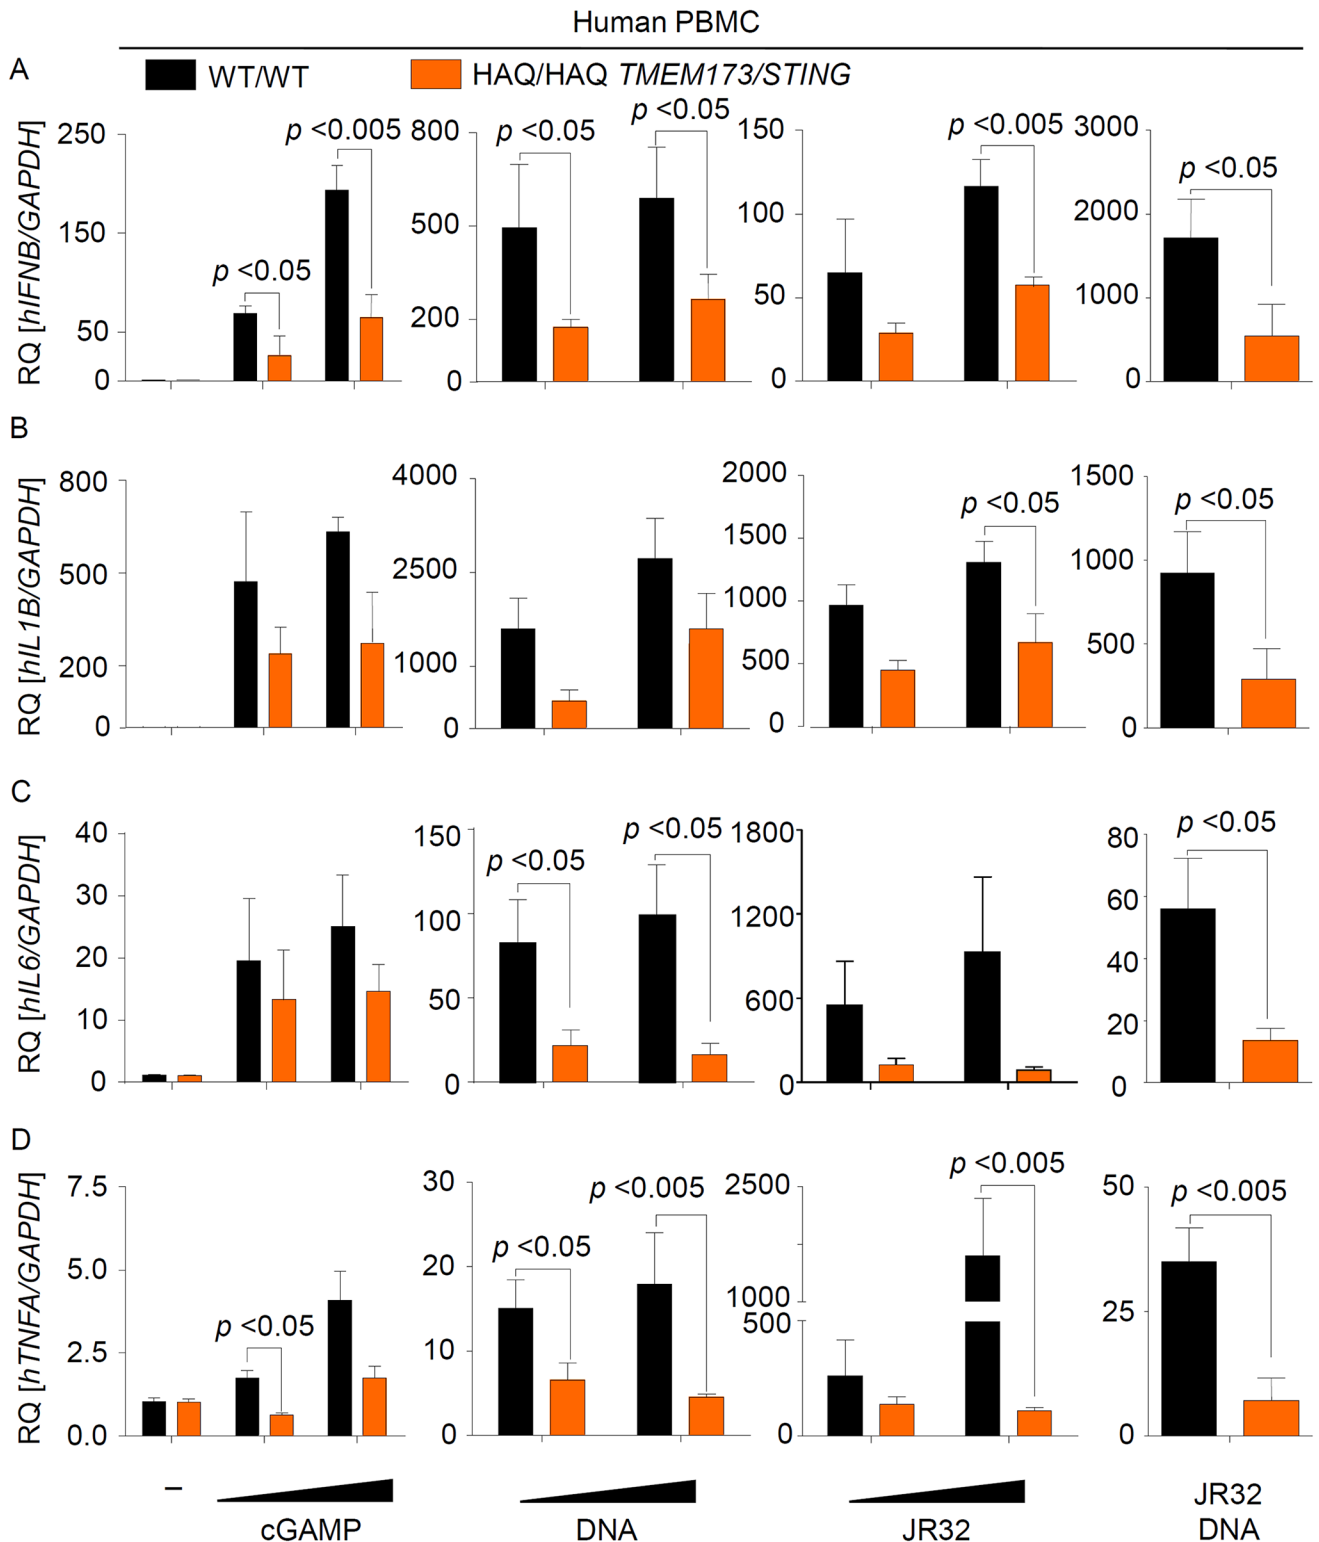 Human PBMC
A
WT/WT
HAQ/HAQ TMEM173/STING
RQ [hIFNB/GAPDH]
250
150
50
0
p <0.05
p <0.005
800
500
200
0
p <0.05
p <0.05
150
100
50
0
p <0.005
3000
2000
1000
0
p <0.05
B
RQ [hIL1B/GAPDH]
800
500
200
0
4000
2500
1000
0
2000
1500
1000
500
0
p <0.05
1500
1000
500
0
p <0.05
C
RQ [hIL6/GAPDH]
40
30
20
10
0
150
100
50
0
p <0.05
p <0.05
1800
1200
600
0
80
60
40
20
0
p <0.05
D
RQ [hTNFA/GAPDH]
7.5
5.0
2.5
0.0
p <0.05
30
20
10
0
p <0.05
p <0.005
2500
1000
500
0
p <0.005
50
25
0
p <0.005
–
cGAMP
DNA
JR32
JR32
DNA